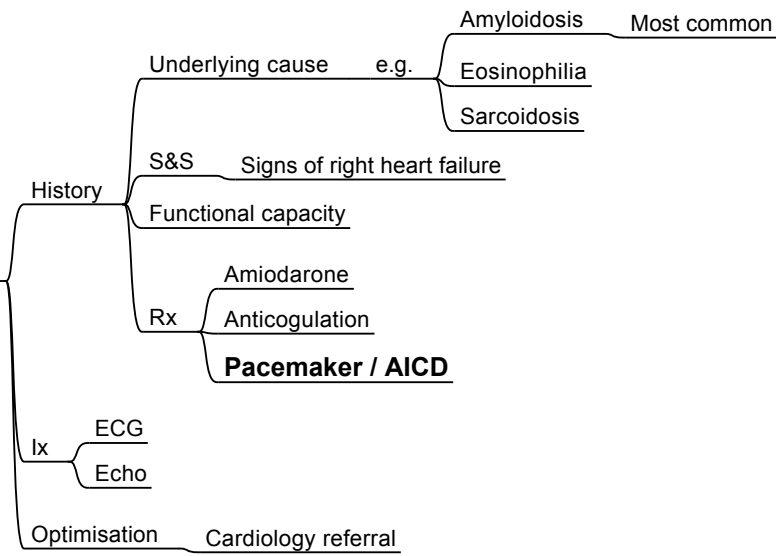 Amyloidosis
Most common
Underlying cause
e.g.
Eosinophilia
Sarcoidosis
S&S
Signs of right heart failure
History
Functional capacity
Amiodarone
Rx
Anticogulation
Pacemaker / AICD
ECG
Ix
Echo
Optimisation
Cardiology referral